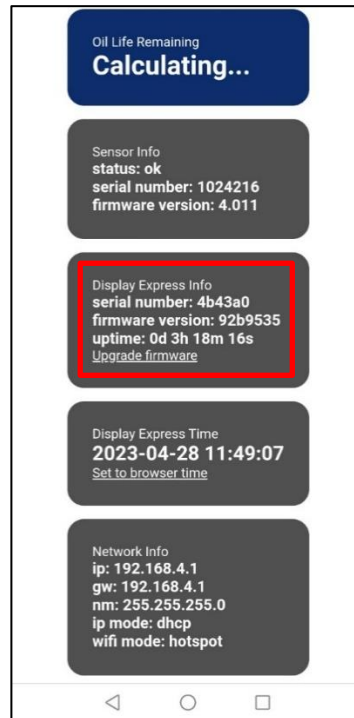 Oil Life Remaining
Calculating...
Sensor Info
status: ok
serial number: 1024216
firmware version: 4.011
Display Express Info
serial number: 4b43a0
firmware version: 92b9535
uptime: 0d 3h 18m 16s
Upgrade firmware
Display Express Time
2023-04-28 11:49:07
Set to browser time
Network Info
ip: 192.168.4.1
gw: 192.168.4.1
nm: 255.255.255.0
ip mode: dhcp
wifi mode: hotspot